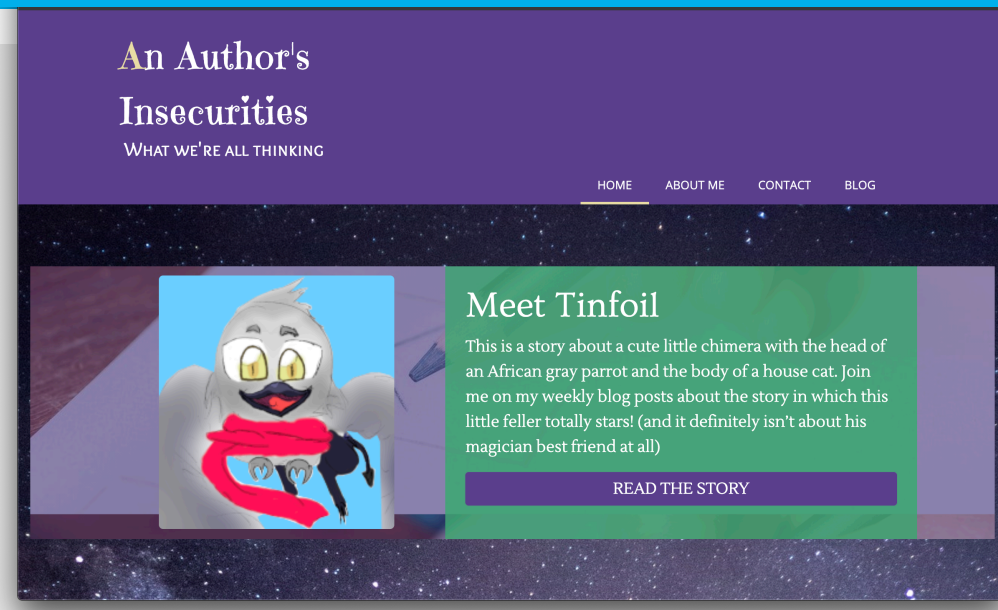 An Author's
Insecurities
What we're all thinking
HOME ABOUT ME CONTACT BLOG
Meet Tinfoil
This is a story about a cute little chimera with the head of
an African gray parrot and the body of a house cat. Join
me on my weekly blog posts about the story in which this
little feller totally stars! (and it definitely isn't about his
magician best friend at all)
READ THE STORY